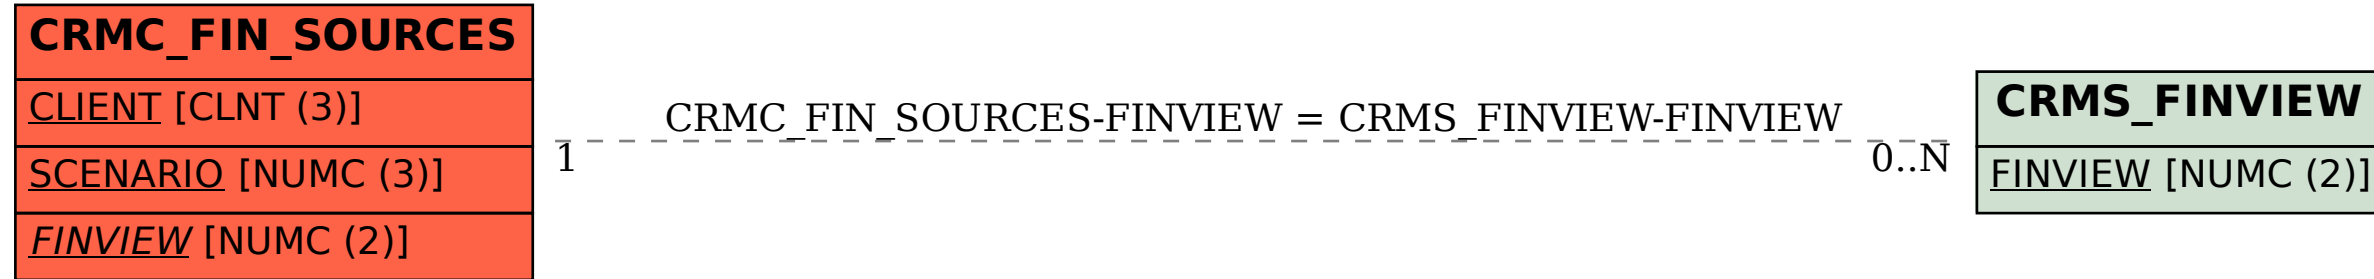 CRMC_FIN_SOURCES
CLIENT [CLNT (3)]
SCENARIO [NUMC (3)]
FINVIEW [NUMC (2)]
CRMC_FIN_SOURCES-FINVIEW = CRMS_FINVIEW-FINVIEW
1
0..N
CRMS_FINVIEW
FINVIEW [NUMC (2)]